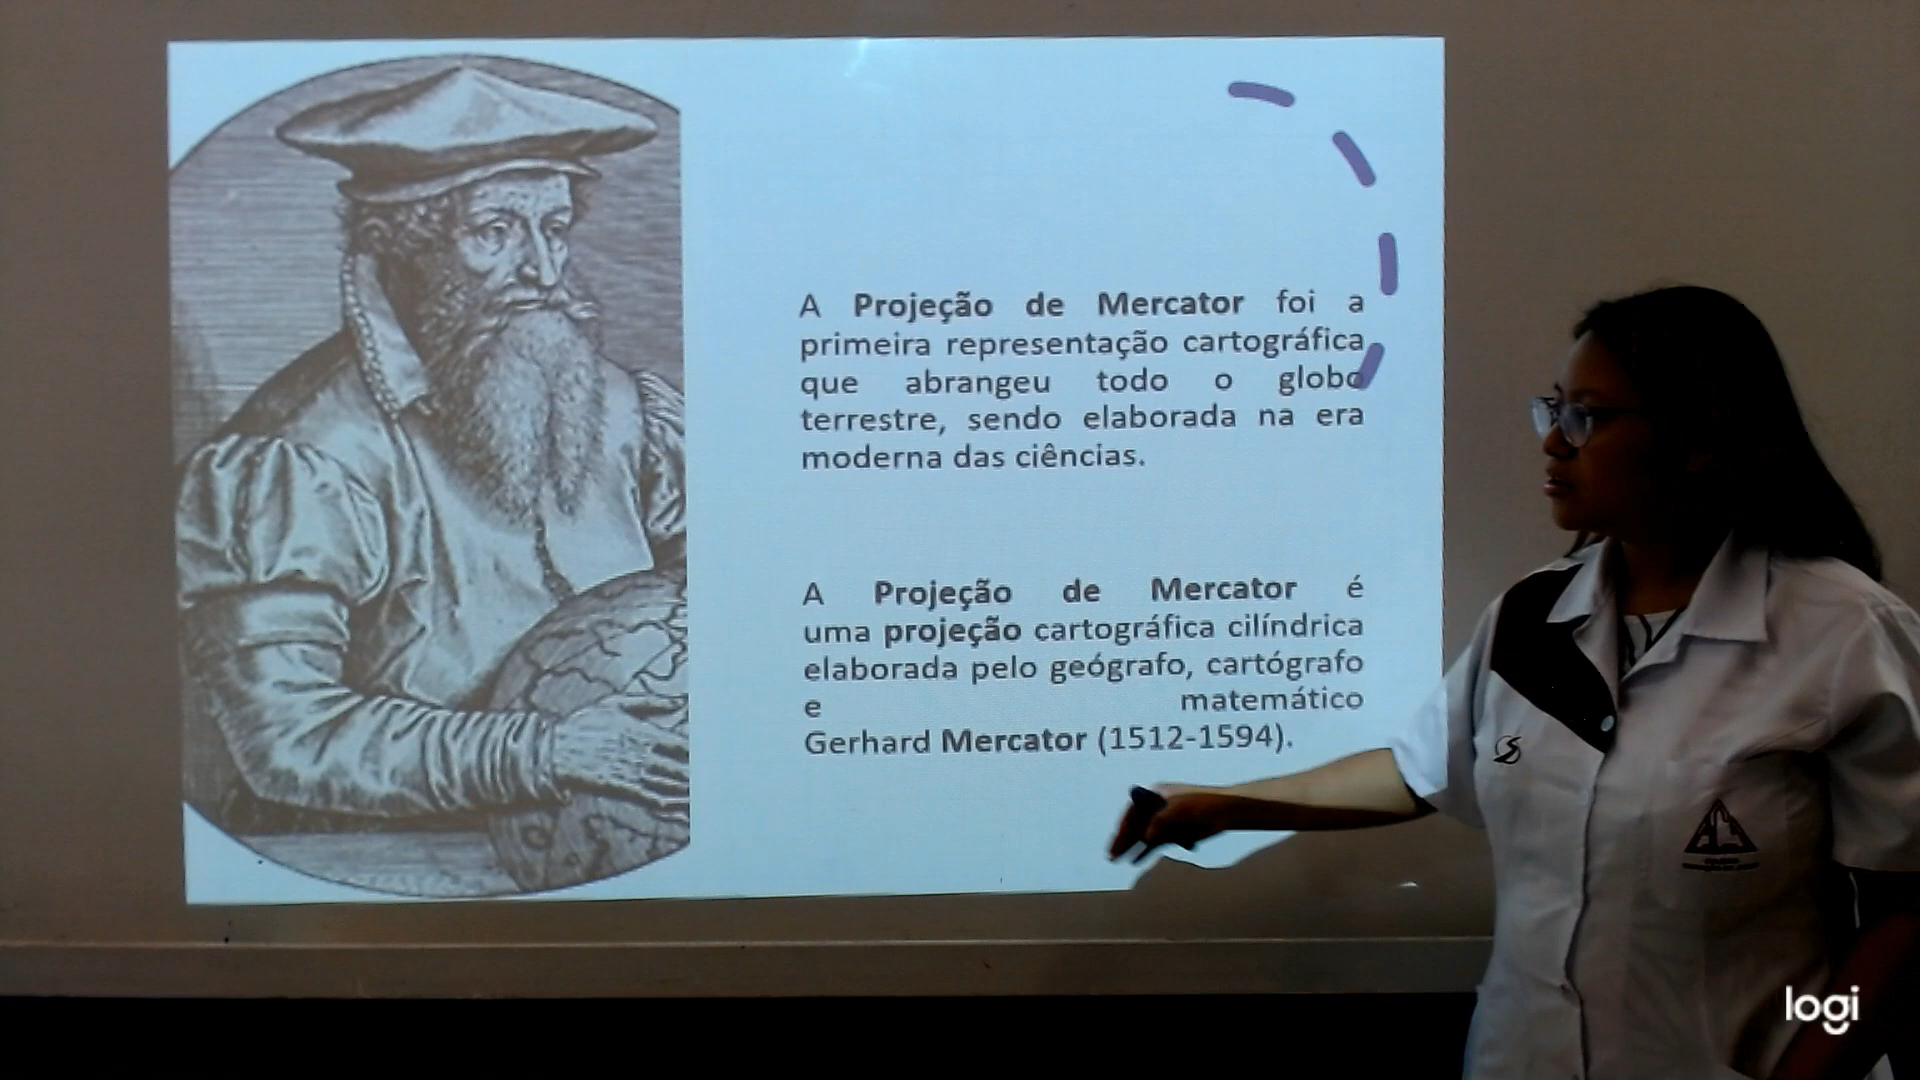 A Projeção de Mercator foi a
primeira representação cartográfica
que abrangeu todo o globo
terrestre, sendo elaborada na era
moderna das ciências.
A Projeção de Mercator é
uma projeção cartográfica cilíndrica
elaborada pelo geógrafo, cartógrafo
e matemático
Gerhard Mercator (1512-1594).
logi